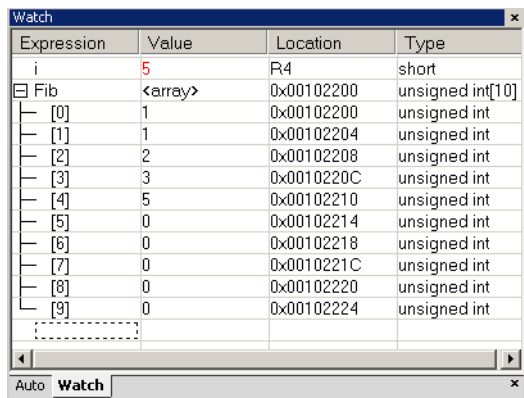 Watch
Expression Value Location Type
i 5 R4 short
Fib <array> 0x00102200 unsigned int[10]
[0] 1 0x00102200 unsigned int
[1] 1 0x00102204 unsigned int
[2] 2 0x00102208 unsigned int
[3] 3 0x0010220C unsigned int
[4] 5 0x00102210 unsigned int
[5] 0 0x00102214 unsigned int
[6] 0 0x00102218 unsigned int
[7] 0 0x0010221C unsigned int
[8] 0 0x00102220 unsigned int
[9] 0 0x00102224 unsigned int
Auto Watch